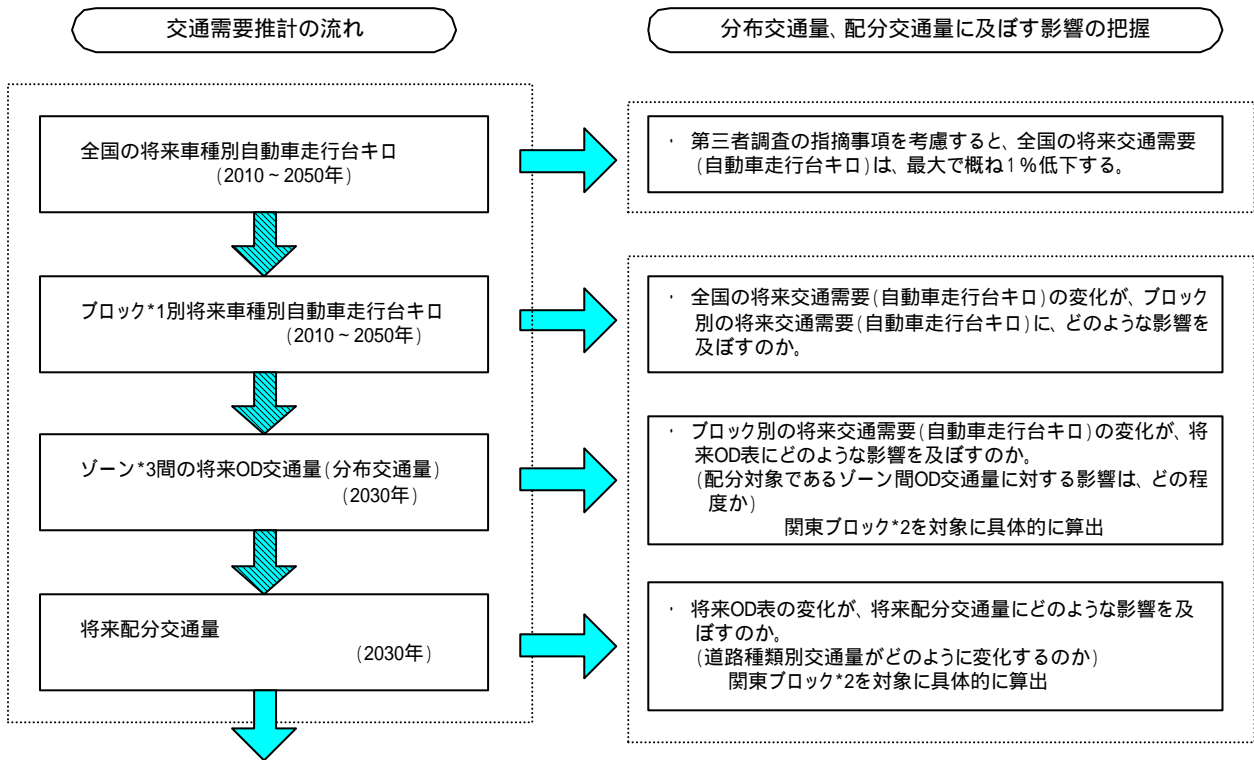 交通需要推計の流れ
分布交通量、配分交通量に及ぼす影響の把握
全国の将来車種別自動車走行台キロ
(2010~2050年)
· 第三者調査の指摘事項を考慮すると、全国の将来交通需要
(自動車走行台キロ)は、最大で概ね1%低下する。
ブロック*1別将来車種別自動車走行台キロ
(2010~2050年)
· 全国の将来交通需要(自動車走行台キロ)の変化が、ブロック
別の将来交通需要(自動車走行台キロ)に、どのような影響を
及ぼすのか。
ゾーン*3間の将来OD交通量(分布交通量)
(2030年)
· ブロック別の将来交通需要(自動車走行台キロ)の変化が、将
来OD表にどのような影響を及ぼすのか。
(配分対象であるゾーン間OD交通量に対する影響は、どの程
度か)
関東ブロック*2を対象に具体的に算出
将来配分交通量
(2030年)
· 将来OD表の変化が、将来配分交通量にどのような影響を及
ぼすのか。
(道路種類別交通量がどのように変化するのか)
関東ブロック*2を対象に具体的に算出